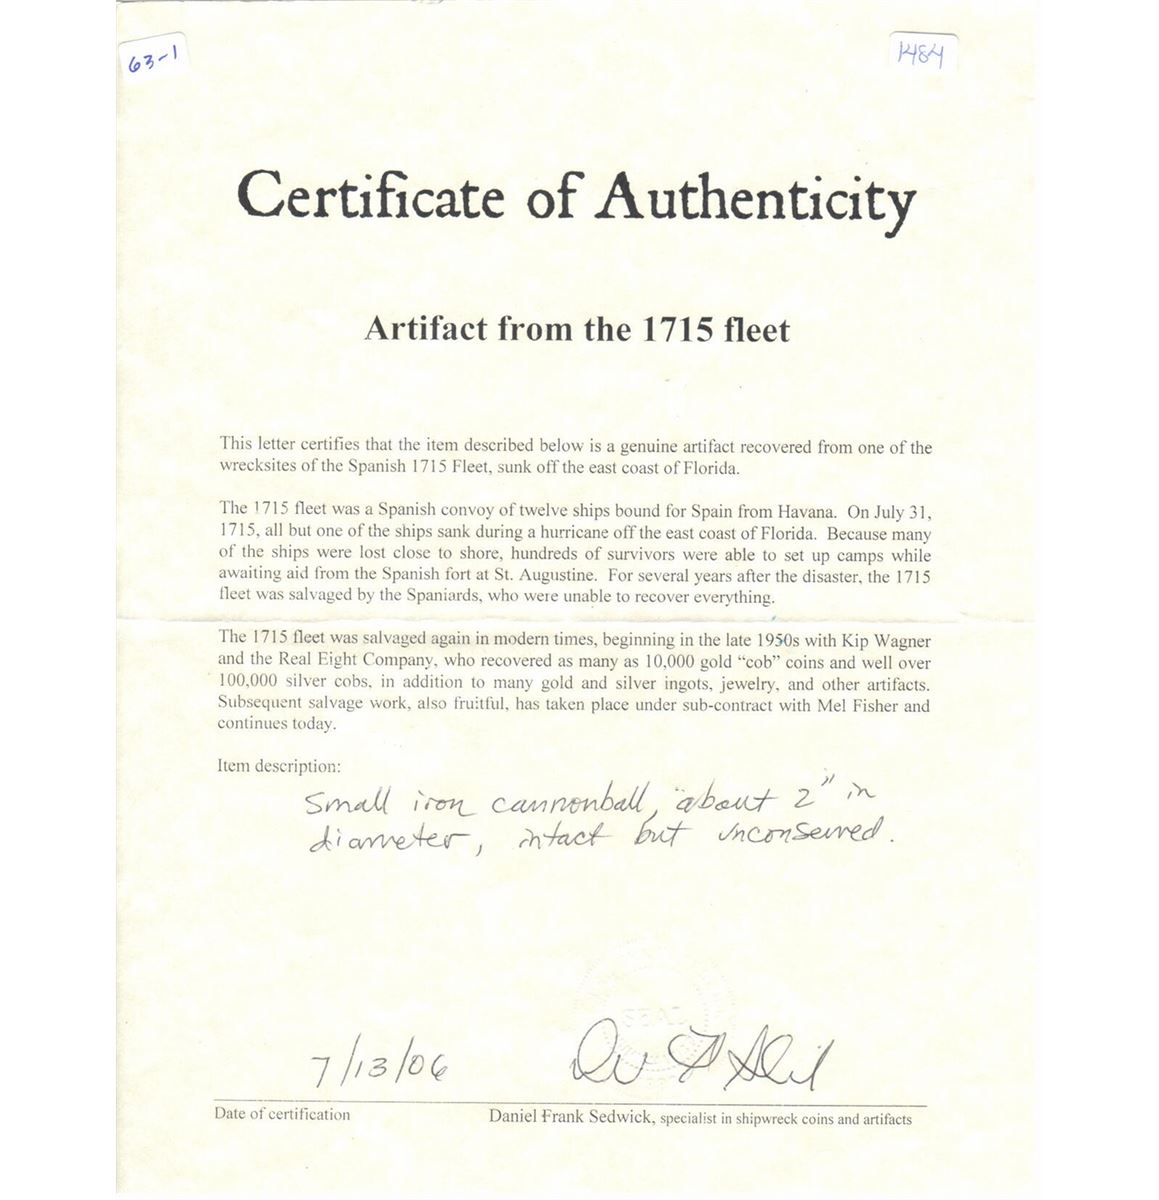 63-1
1484
Certificate of Authenticity
Artifact from the 1715 fleet
This letter certifies that the item described below is a genuine artifact recovered from one of the
wrecksites of the Spanish 1715 Fleet, sunk off the east coast of Florida.
The 1715 fleet was a Spanish convoy of twelve ships bound for Spain from Havana. On July 31,
1715, all but one of the ships sank during a hurricane off the east coast of Florida. Because many
of the ships were lost close to shore, hundreds of survivors were able to set up camps while
awaiting aid from the Spanish fort at St. Augustine. For several years after the disaster, the 1715
fleet was salvaged by the Spaniards, who were unable to recover everything.
The 1715 fleet was salvaged again in modern times, beginning in the late 1950s with Kip Wagner
and the Real Eight Company, who recovered as many as 10,000 gold “cob” coins and well over
100,000 silver cobs, in addition to many gold and silver ingots, jewelry, and other artifacts.
Subsequent salvage work, also fruitful, has taken place under sub-contract with Mel Fisher and
continues today.
Item description:
Small iron cannonball, about 2" in
diameter, intact but unconserved.
SEAL
7/13/06
Date of certification
Daniel Frank Sedwick, specialist in shipwreck coins and artifacts